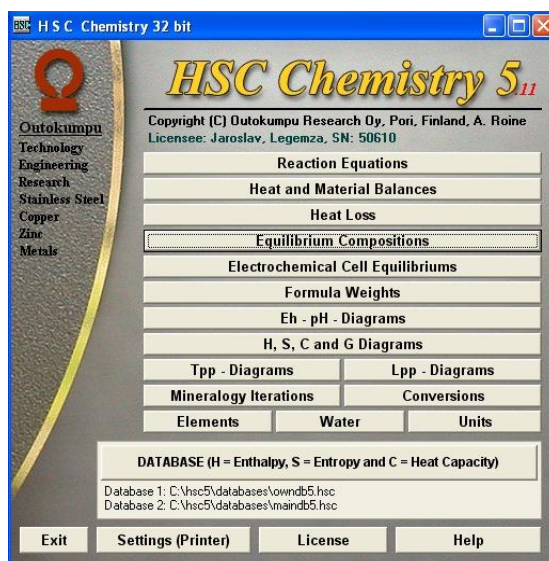 HSC H S C Chemistry 32 bit
HSC Chemistry 5.11
Copyright (C) Outokumpu Research Oy, Pori, Finland, A. Roine
Licensee: Jaroslav, Legemza, SN: 50610
Outokumpu
Technology
Engineering
Research
Stainless Steel
Copper
Zinc
Metals
Reaction Equations
Heat and Material Balances
Heat Loss
Equilibrium Compositions
Electrochemical Cell Equilibriums
Formula Weights
Eh - pH - Diagrams
H, S, C and G Diagrams
Tpp - Diagrams Lpp - Diagrams
Mineralogy Iterations Conversions
Elements Water Units
DATABASE (H = Enthalpy, S = Entropy and C = Heat Capacity)
Database 1: C:\hsc5\databases\owndb5.hsc
Database 2: C:\hsc5\databases\maindb5.hsc
Exit Settings (Printer) License Help